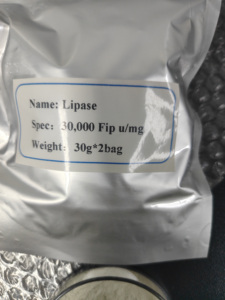 Name: Lipase
Spec: 30,000 Fip u/mg
Weight: 30g*2bag